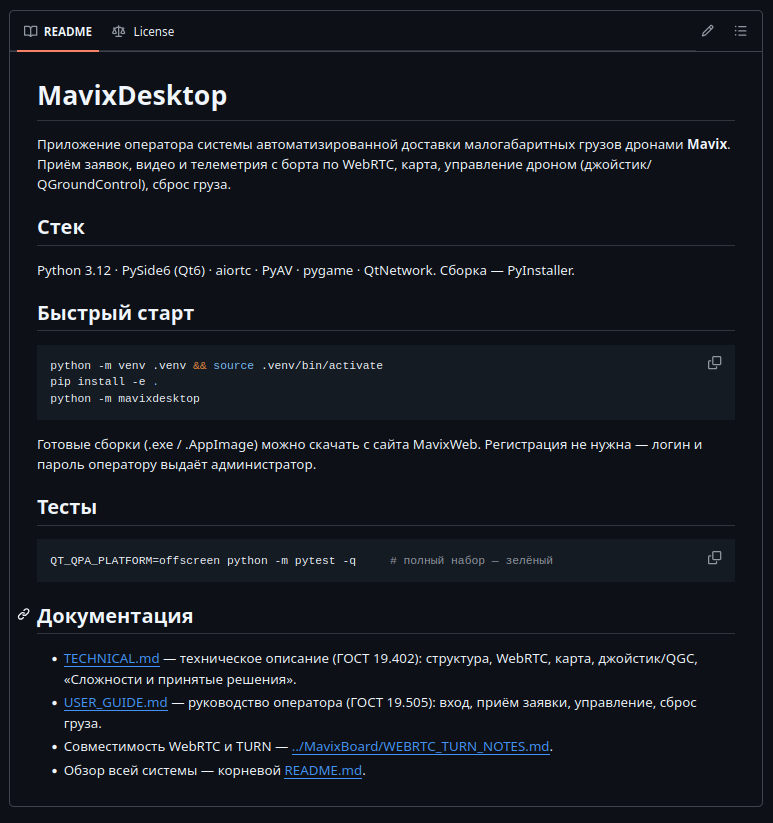 README License
MavixDesktop
Приложение оператора системы автоматизированной доставки малогабаритных грузов дронами Mavix.
Приём заявок, видео и телеметрия с борта по WebRTC, карта, управление дроном (джойстик/
QGroundControl), сброс груза.
Стек
Python 3.12 · PySide6 (Qt6) · aiortc · PyAV · pygame · QtNetwork. Сборка — PyInstaller.
Быстрый старт
python -m venv .venv && source .venv/bin/activate
pip install -e .
python -m mavixdesktop
Готовые сборки (.exe / .AppImage) можно скачать с сайта MavixWeb. Регистрация не нужна — логин и
пароль оператору выдаёт администратор.
Тесты
QT_QPA_PLATFORM=offscreen python -m pytest -q     # полный набор — зелёный
Документация
• TECHNICAL.md — техническое описание (ГОСТ 19.402): структура, WebRTC, карта, джойстик/QGC,
«Сложности и принятые решения».
• USER_GUIDE.md — руководство оператора (ГОСТ 19.505): вход, приём заявки, управление, сброс
груза.
• Совместимость WebRTC и TURN — ../MavixBoard/WEBRTC_TURN_NOTES.md.
• Обзор всей системы — корневой README.md.